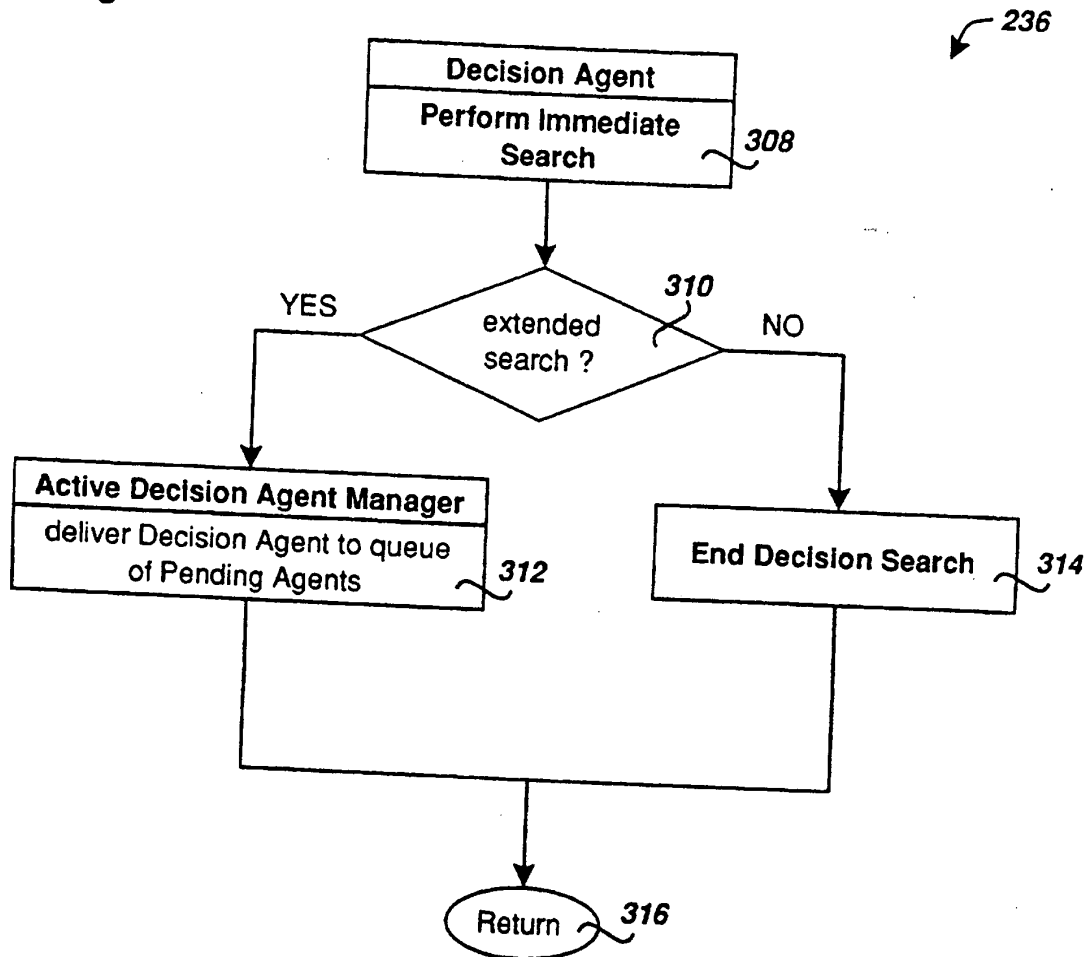 236
Decision Agent
Perform Immediate
Search
308
310
YES
extended
search ?
NO
Active Decision Agent Manager
deliver Decision Agent to queue
of Pending Agents
312
End Decision Search
314
Return
316